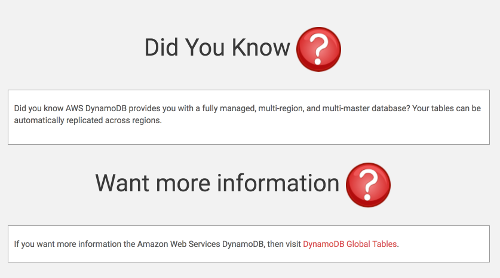 Did You Know
Did you know AWS DynamoDB provides you with a fully managed, multi-region, and multi-master database? Your tables can be
automatically replicated across regions.
Want more information
If you want more information the Amazon Web Services DynamoDB, then visit DynamoDB Global Tables.